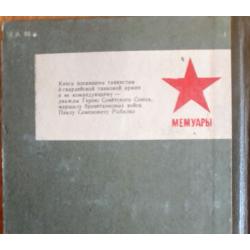 Книга посвящена танкистам
гвардейской танковой армии
и ее командующему —
дважды Герою Советского Союза,
маршалу бронетанковых войск
Павлу Семеновичу Рыбалко
МЕМУАРЫ